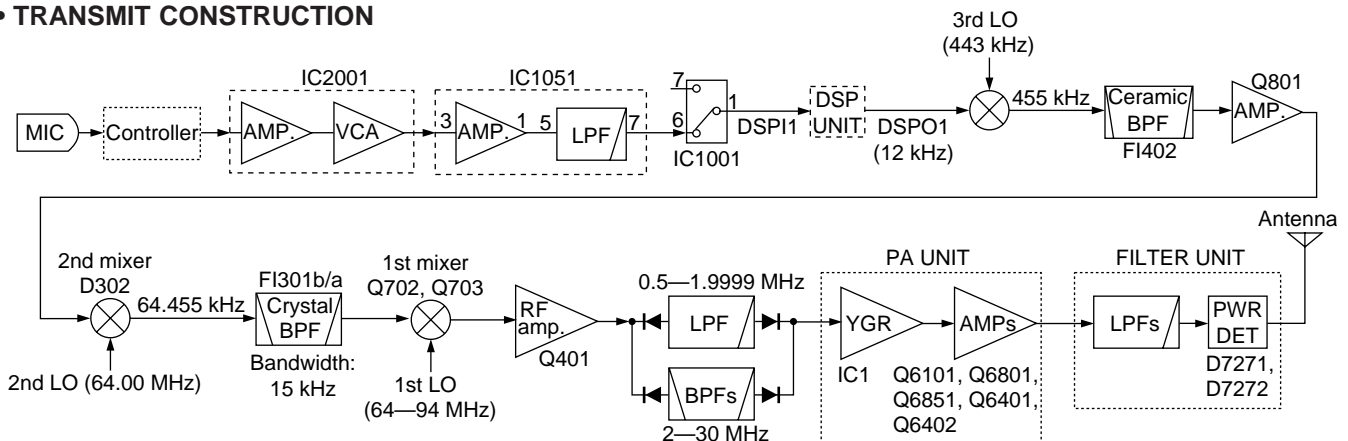 • TRANSMIT CONSTRUCTION
3rd LO
(443 kHz)
IC2001
IC1051
Q801
MIC
Controller
AMP.
VCA
3
AMP.
1
5
LPF
7
7
6
1
IC1001
DSPI1
DSP
UNIT
DSPO1
(12 kHz)
455 kHz
Ceramic
BPF
FI402
AMP.
Antenna
2nd mixer
D302
64.455 kHz
2nd LO (64.00 MHz)
FI301b/a
Crystal
BPF
Bandwidth:
15 kHz
1st mixer
Q702, Q703
1st LO
(64—94 MHz)
RF
amp.
Q401
0.5—1.9999 MHz
LPF
BPFs
2—30 MHz
PA UNIT
YGR
IC1
AMPs
Q6101, Q6801,
Q6851, Q6401,
Q6402
FILTER UNIT
LPFs
PWR
DET
D7271,
D7272